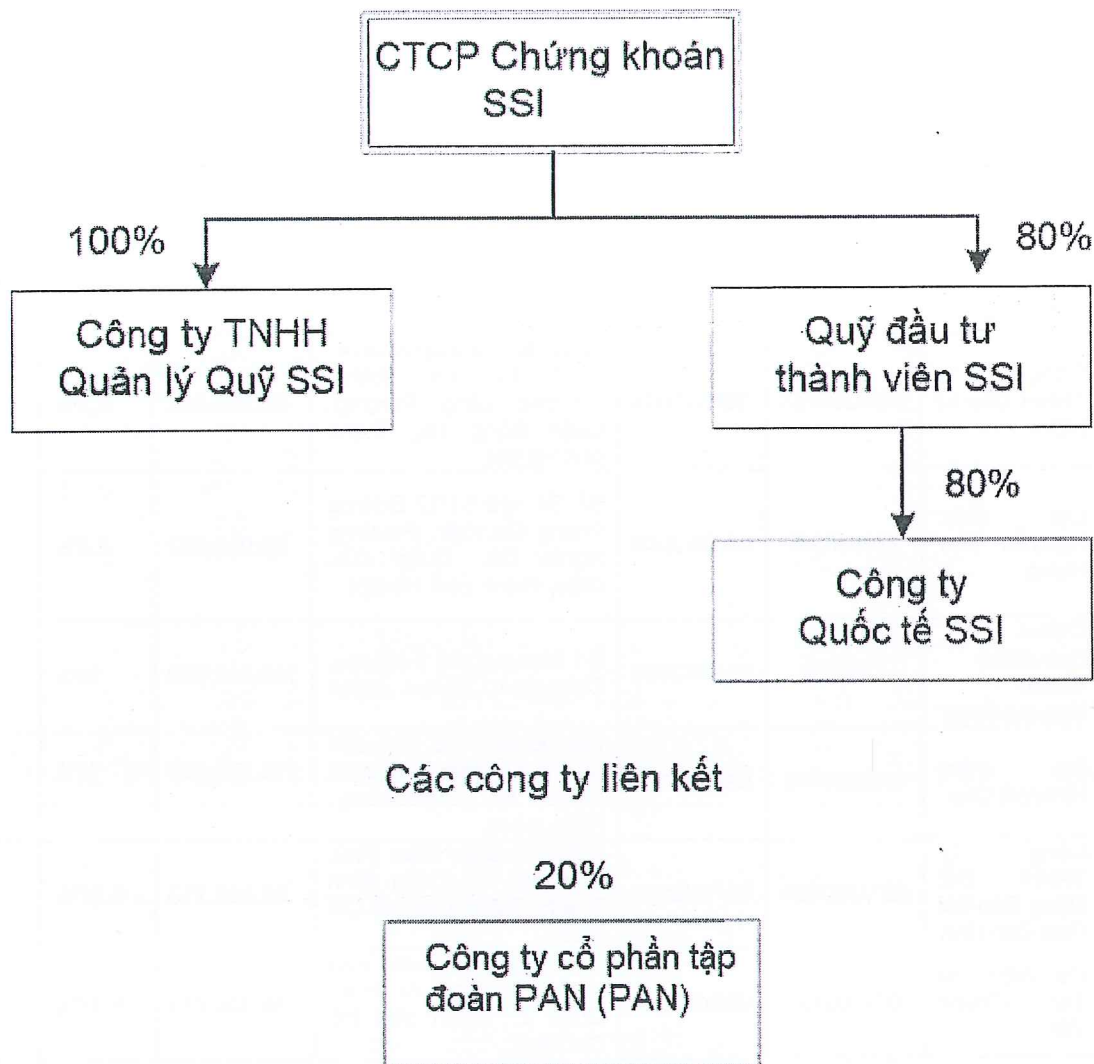 CTCP Chứng khoán
SSI
100%
80%
Công ty TNHH
Quản lý Quỹ SSI
Quỹ đầu tư
thành viên SSI
80%
Công ty
Quốc tế SSI
Các công ty liên kết
20%
Công ty cổ phần tập
đoàn PAN (PAN)